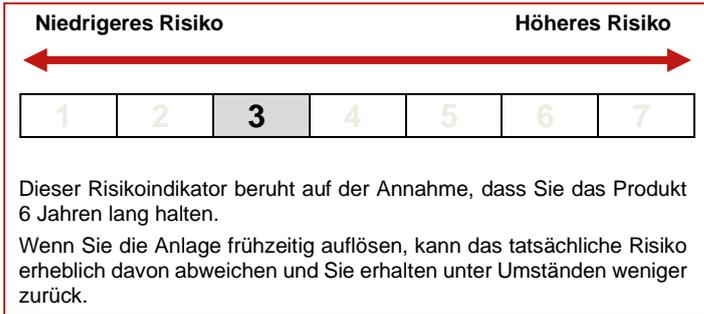 Niedrigeres Risiko Höheres Risiko
1 2 3 4 5 6 7
Dieser Risikoindikator beruht auf der Annahme, dass Sie das Produkt
6 Jahren lang halten.
Wenn Sie die Anlage frühzeitig auflösen, kann das tatsächliche Risiko
erheblich davon abweichen und Sie erhalten unter Umständen weniger
zurück.